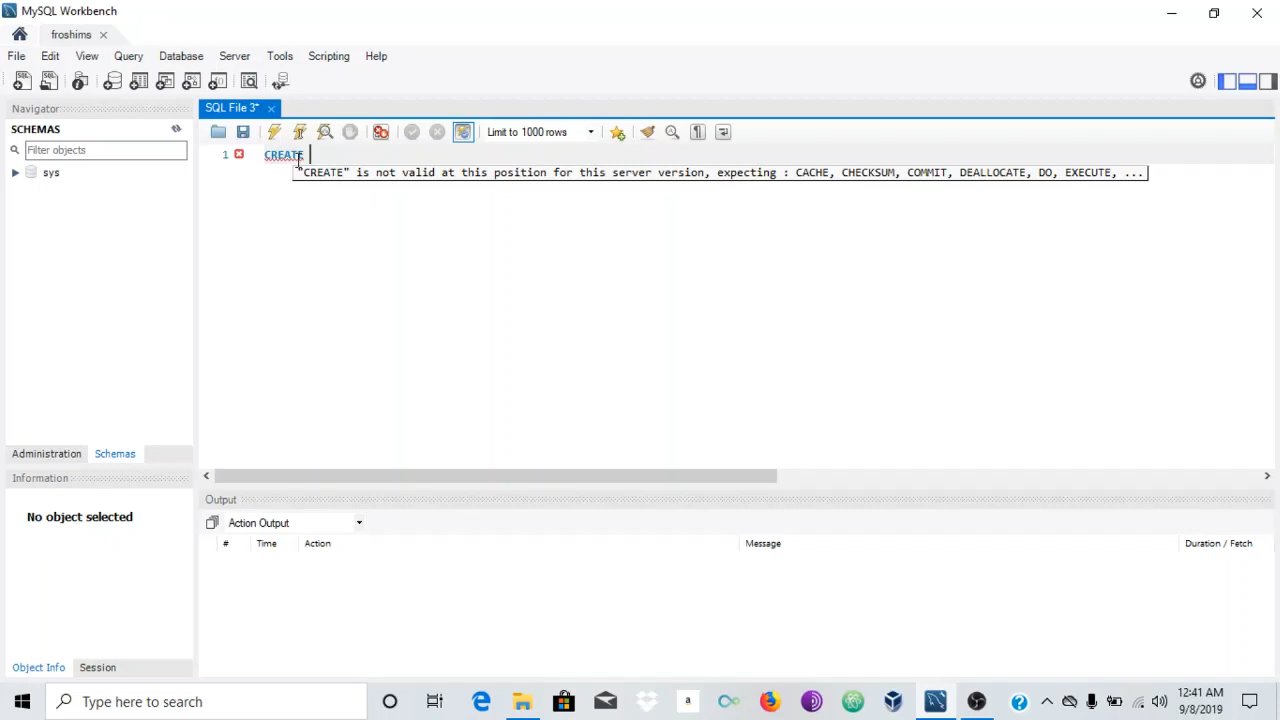 MySQL Workbench
froshims
File Edit View Query Database Server Tools Scripting Help
Navigator
SQL File 3*
SCHEMAS
Limit to 1000 rows
Filter objects
1 CREATE
sys
"CREATE" is not valid at this position for this server version, expecting : CACHE, CHECKSUM, COMMIT, DEALLOCATE, DO, EXECUTE, ...
Administration Schemas
Information
No object selected
Output
Action Output
# Time Action Message Duration / Fetch
Object Info Session
Type here to search
12:41 AM
9/8/2019